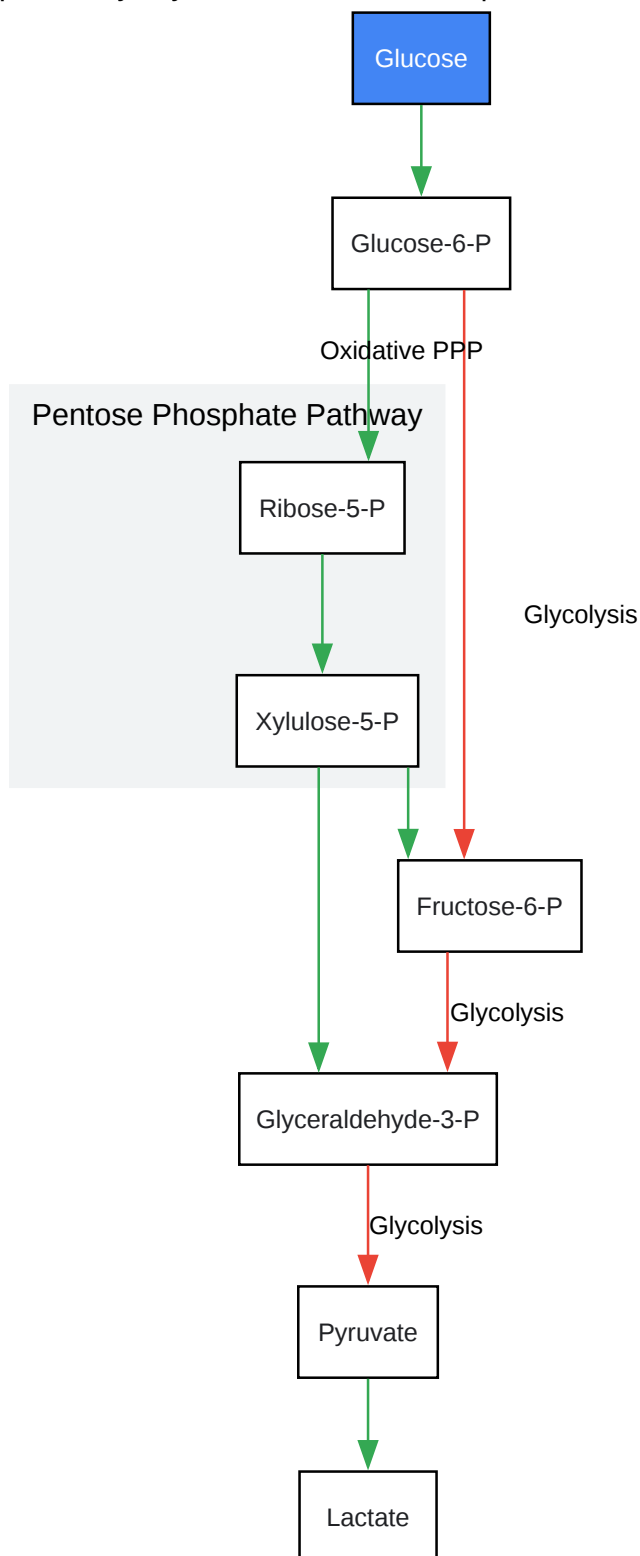 Glucose
Glucose-6-P
Oxidative PPP
Pentose Phosphate Pathway
Ribose-5-P
Glycolysis
Xylulose-5-P
Fructose-6-P
Glycolysis
Glyceraldehyde-3-P
Glycolysis
Pyruvate
Lactate